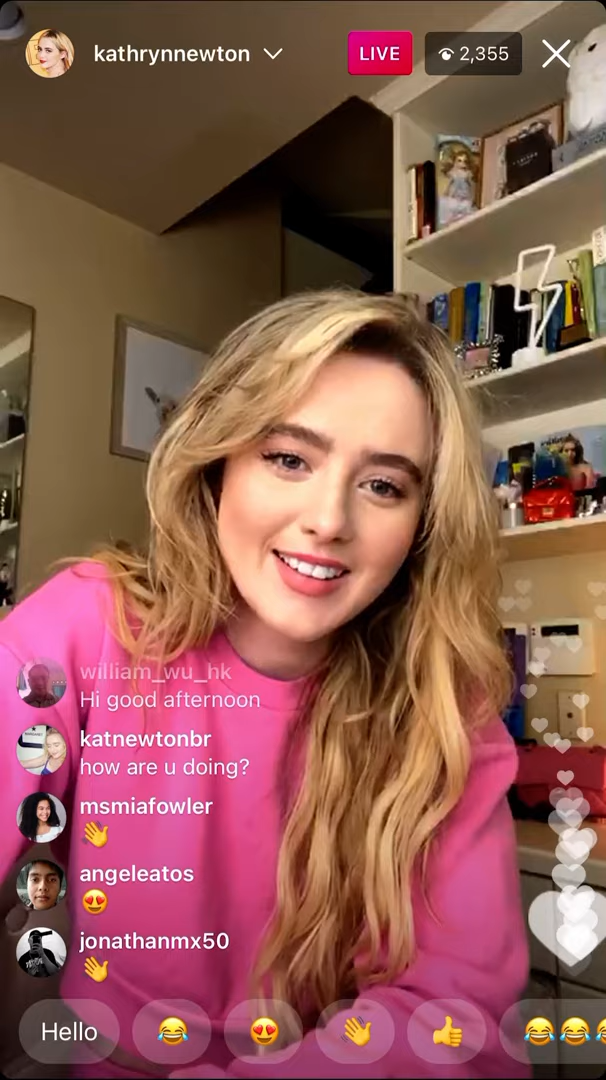 kathrynnewton
LIVE
2,355
william_wu_hk
Hi good afternoon
katnewtonbr
how are u doing?
msmiafowler
👋
angeleatos
😍
jonathanmx50
👋
Hello 😂 😍 👋 👍 😂😂